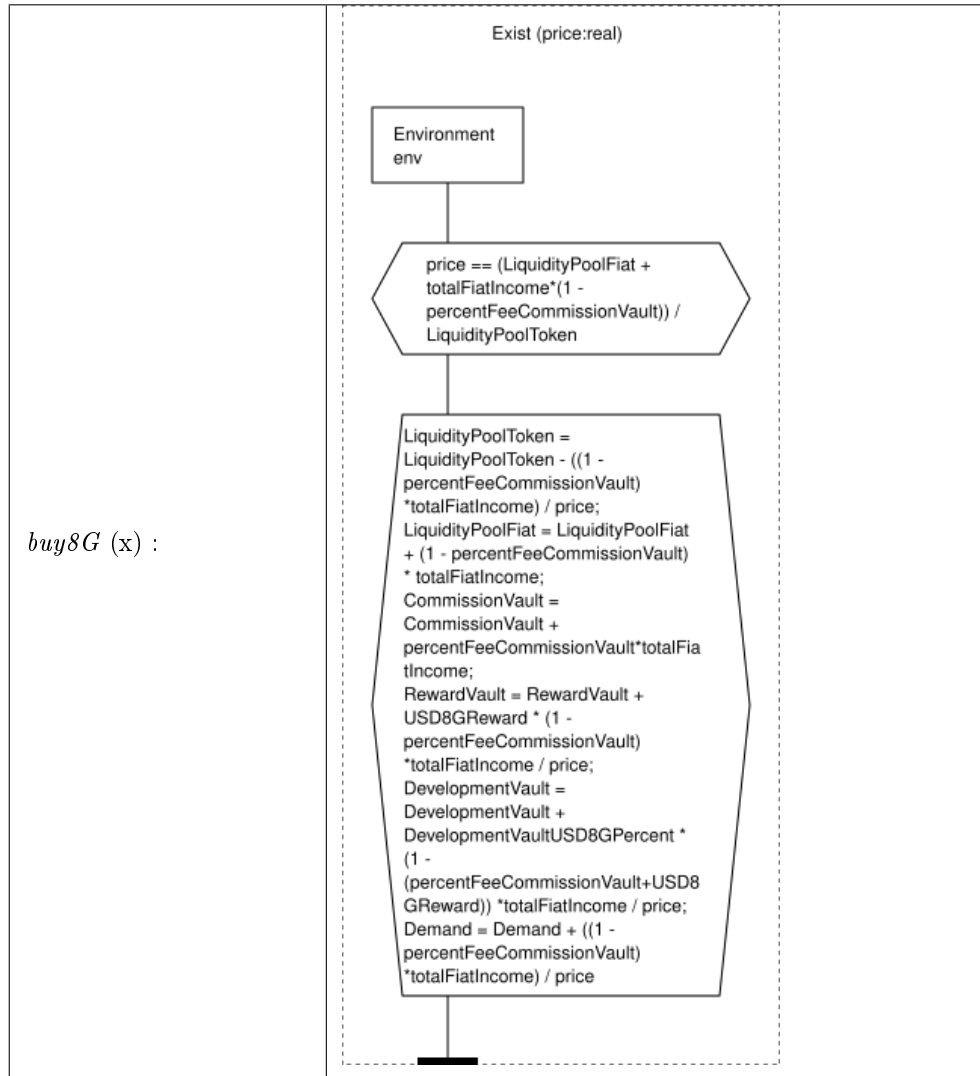 Exist (price:real)
Environment
env
price == (LiquidityPoolFiat +
totalFiatIncome*(1 -
percentFeeCommissionVault)) /
LiquidityPoolToken
buy8G (x) :
LiquidityPoolToken =
LiquidityPoolToken - ((1 -
percentFeeCommissionVault)
*totalFiatIncome) / price;
LiquidityPoolFiat = LiquidityPoolFiat
+ (1 - percentFeeCommissionVault)
* totalFiatIncome;
CommissionVault =
CommissionVault +
percentFeeCommissionVault*totalFia
tIncome;
RewardVault = RewardVault +
USD8GReward * (1 -
percentFeeCommissionVault)
*totalFiatIncome / price;
DevelopmentVault =
DevelopmentVault +
DevelopmentVaultUSD8GPercent *
(1 -
(percentFeeCommissionVault+USD8
GReward)) *totalFiatIncome / price;
Demand = Demand + ((1 -
percentFeeCommissionVault)
*totalFiatIncome) / price